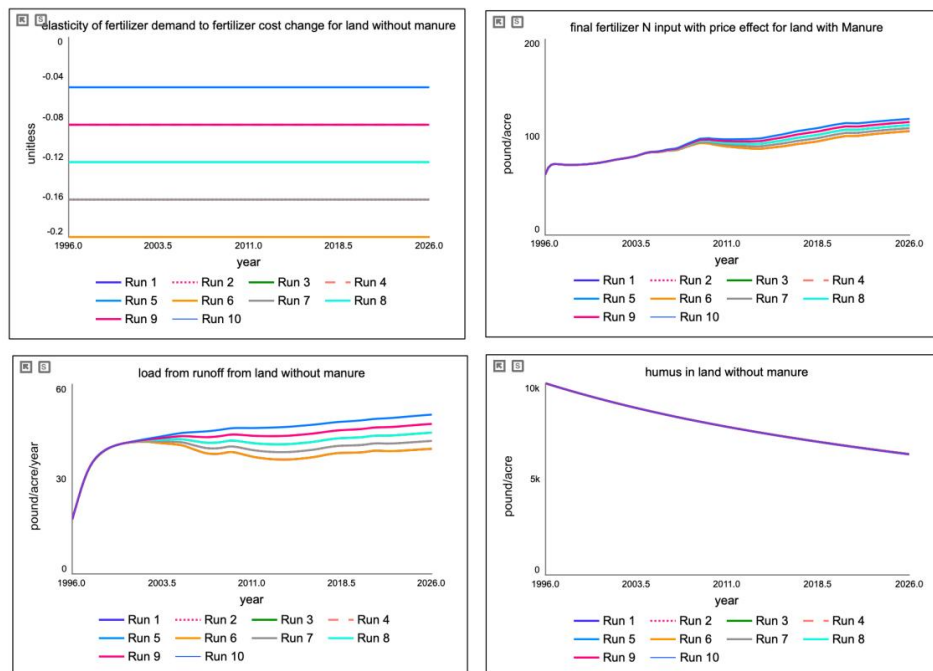 elasticity of fertilizer demand to fertilizer cost change for land without manure
0
-0.04
-0.08
-0.12
-0.16
-0.2
unitless
1996.0 2003.5 2011.0 2018.5 2026.0
year
Run 1 Run 2 Run 3 Run 4
Run 5 Run 6 Run 7 Run 8
Run 9 Run 10
final fertilizer N input with price effect for land with Manure
200
100
0
pound/acre
1996.0 2003.5 2011.0 2018.5 2026.0
year
Run 1 Run 2 Run 3 Run 4
Run 5 Run 6 Run 7 Run 8
Run 9 Run 10
load from runoff from land without manure
60
30
0
pound/acre/year
1996.0 2003.5 2011.0 2018.5 2026.0
year
Run 1 Run 2 Run 3 Run 4
Run 5 Run 6 Run 7 Run 8
Run 9 Run 10
humus in land without manure
10k
5k
0
pound/acre
1996.0 2003.5 2011.0 2018.5 2026.0
year
Run 1 Run 2 Run 3 Run 4
Run 5 Run 6 Run 7 Run 8
Run 9 Run 10